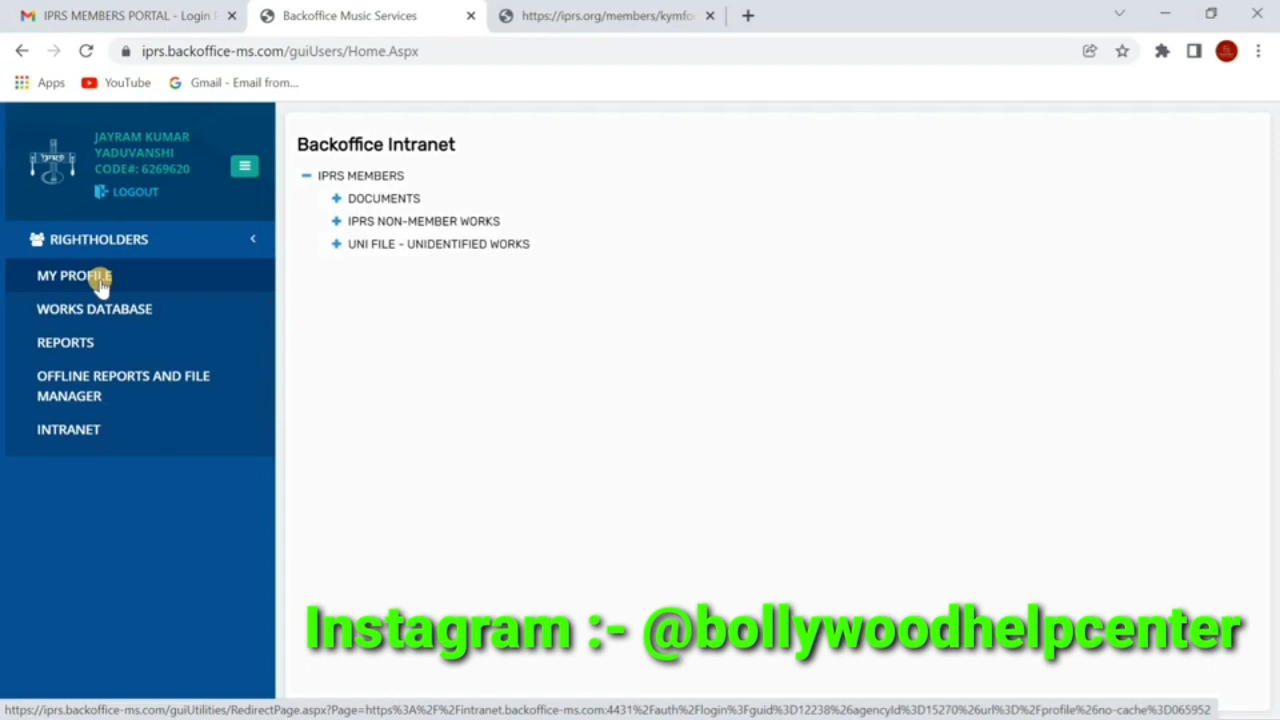 IPRS MEMBERS PORTAL - Login
Backoffice Music Services
https://iprs.org/members/kymfo
iprs.backoffice-ms.com/guiUsers/Home.Aspx
Apps
YouTube
Gmail - Email from...
JAYRAM KUMAR
YADUVANSHI
CODE#: 6269620
LOGOUT
RIGHTHOLDERS
MY PROFILE
WORKS DATABASE
REPORTS
OFFLINE REPORTS AND FILE
MANAGER
INTRANET
Backoffice Intranet
IPRS MEMBERS
DOCUMENTS
IPRS NON-MEMBER WORKS
UNI FILE - UNIDENTIFIED WORKS
Instagram :- @bollywoodhelpcenter
https://iprs.backoffice-ms.com/guiUtilities/RedirectPage.aspx?Page=https%3A%2F%2Fintranet.backoffice-ms.com:4431%2Fauth%2Flogin%3Fguid%3D12238%26agencyId%3D15270%26url%3D%2Fprofile%26no-cache%3D065952